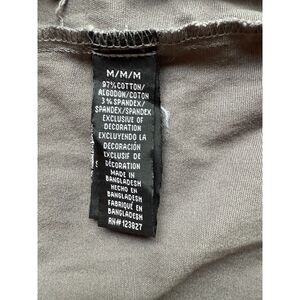 M/M/M
97% COTTON/
ALGODON/COTON
3% SPANDEX/
SPANDEX/SPANDEX
EXCLUSIVE OF
DECORATION
EXCLUYENDO LA
DECORACIÓN
EXCLUSIF DE
DÉCORATION
MADE IN
BANGLADESH
HECHO EN
BANGLADESH
FABRIQUÉ EN
BANGLADESH
RN#123827